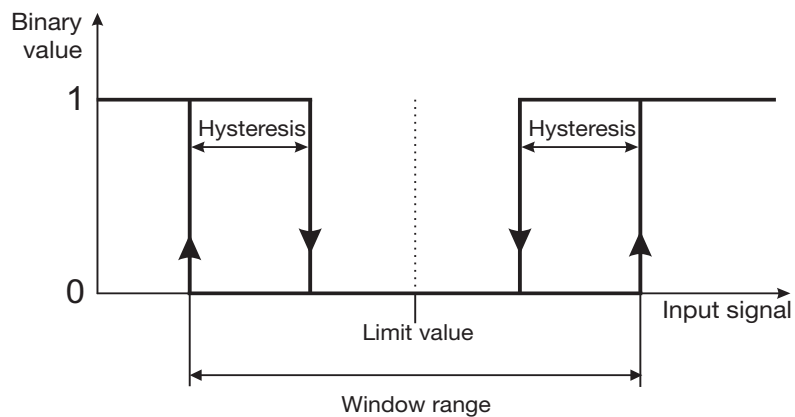 Binary
value
1
Hysteresis
Hysteresis
0
Input signal
Limit value
Window range